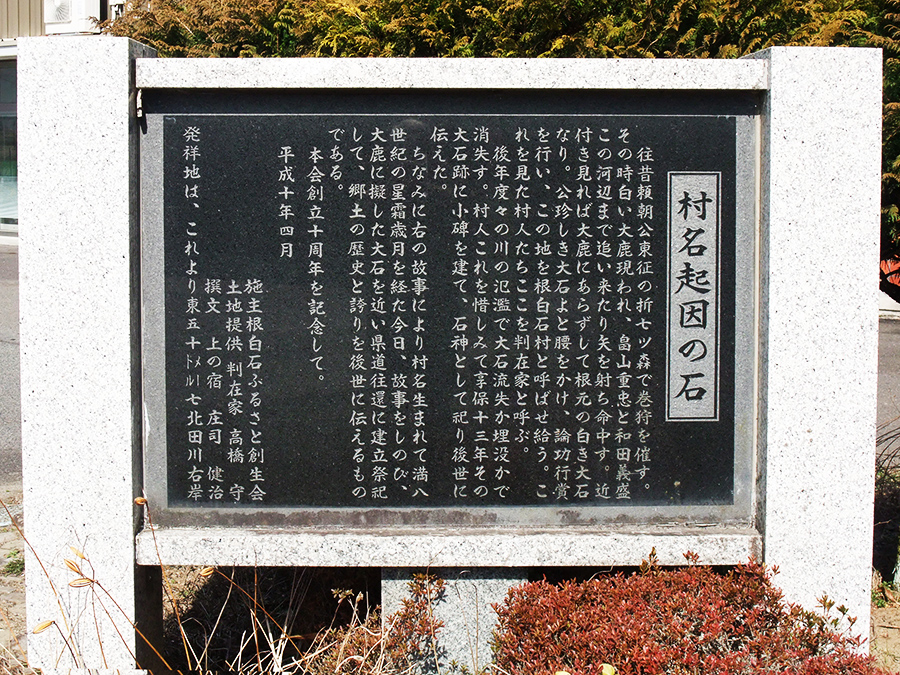 村名起因の石
往昔頼朝公東征の折七ツ森で巻狩を催す。
その時白い大鹿現われ、畠山重忠と和田義盛
この河辺まで追い来たり矢を射ち命中す。近
付き見れば大鹿にあらずして根元の白き大石
なり。公珍しき大石よと腰をかけ、論功行賞
を行い、この地を根白石村と呼ばせ給う。こ
れを見た村人たちここを判在家と呼ぶ。
後年度々の川の氾濫で大石流失か埋没かで
消失す。村人これを惜しみて享保十三年その
大石跡に小碑を建て、石神として祀り後世に
伝えた。
ちなみに右の故事により村名生まれて満八
世紀の星霜歳月を経た今日、故事をしのび、
大鹿に擬した大石を近い県道往還に建立祭祀
して、郷土の歴史と誇りを後世に伝えるもの
である。
本会創立十周年を記念して。
平成十年四月
施主根白石ふるさと創生会
土地提供 判在家 高橋 守
撰文 上の宿 庄司 健治
発祥地は、これより東五十㍍七北田川右岸